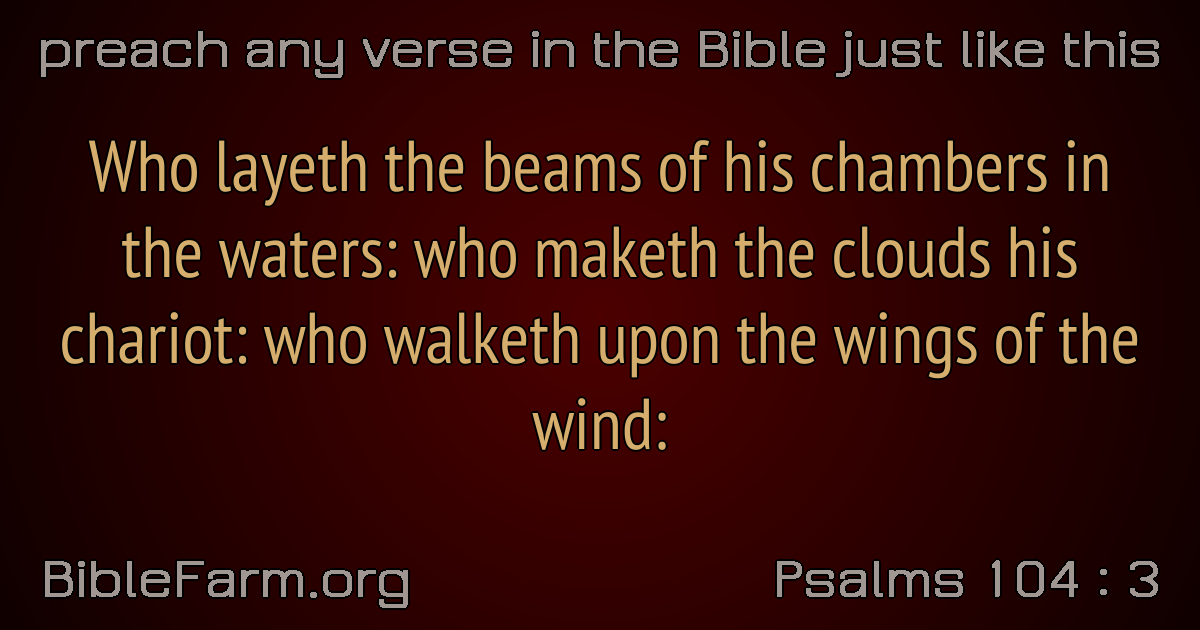 preach any verse in the Bible just like this
Who layeth the beams of his chambers in
the waters: who maketh the clouds his
chariot: who walketh upon the wings of the
wind:
BibleFarm.org
Psalms 104 : 3